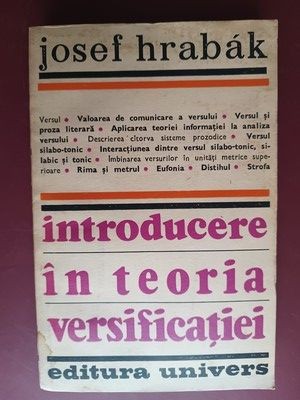 josef hrabák
Versul • Valoarea de comunicare a versului • Versul și
proza literară • Aplicarea teoriei informației la analiza
versului • Descrierea cîtorva sisteme prozodice • Versul
silabo-tonic • Interacțiunea dintre versul silabo-tonic, si-
labic și tonic • Îmbinarea versurilor în unități metrice supe-
rioare • Rima și metrul • Eufonia • Distihul • Strofa
introducere
în teoria
versificației
editura univers